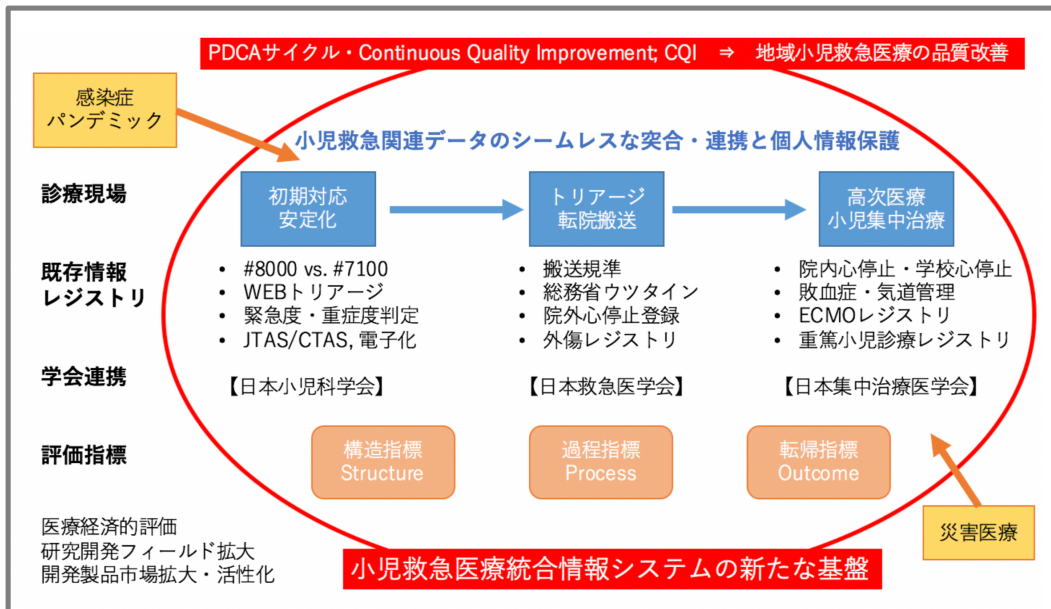 PDCAサイクル・Continuous Quality Improvement; CQI ⇒ 地域小児救急医療の品質改善
感染症
パンデミック
小児救急関連データのシームレスな突合・連携と個人情報保護
診療現場
初期対応
安定化
トリアージ
転院搬送
高次医療
小児集中治療
既存情報
レジストリ
• #8000 vs. #7100
• WEBトリアージ
• 緊急度・重症度判定
• JTAS/CTAS, 電子化
• 搬送規準
• 総務省ウツタイン
• 院外心停止登録
• 外傷レジストリ
• 院内心停止・学校心停止
• 敗血症・気道管理
• ECMOレジストリ
• 重篤小児診療レジストリ
学会連携
【日本小児科学会】
【日本救急医学会】
【日本集中治療医学会】
評価指標
構造指標
Structure
過程指標
Process
転帰指標
Outcome
災害医療
医療経済的評価
研究開発フィールド拡大
開発製品市場拡大・活性化
小児救急医療統合情報システムの新たな基盤